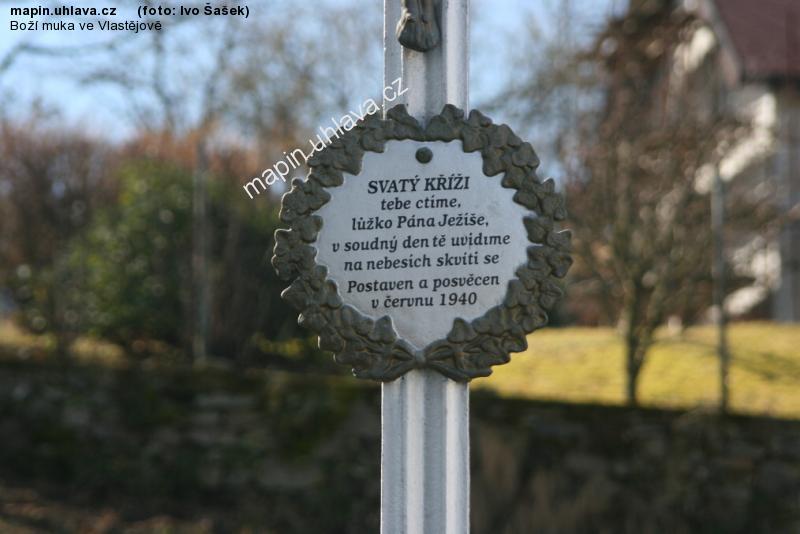 mapin.uhlava.cz (foto: Ivo Šašek)
Boží muka ve Vlastějově
mapin.uhlava.cz
SVATÝ KŘÍŽI
tebe ctíme,
lůžko Pána Ježíše,
v soudný den tě uvidíme
na nebesích skvíti se
Postaven a posvěcen
v červnu 1940